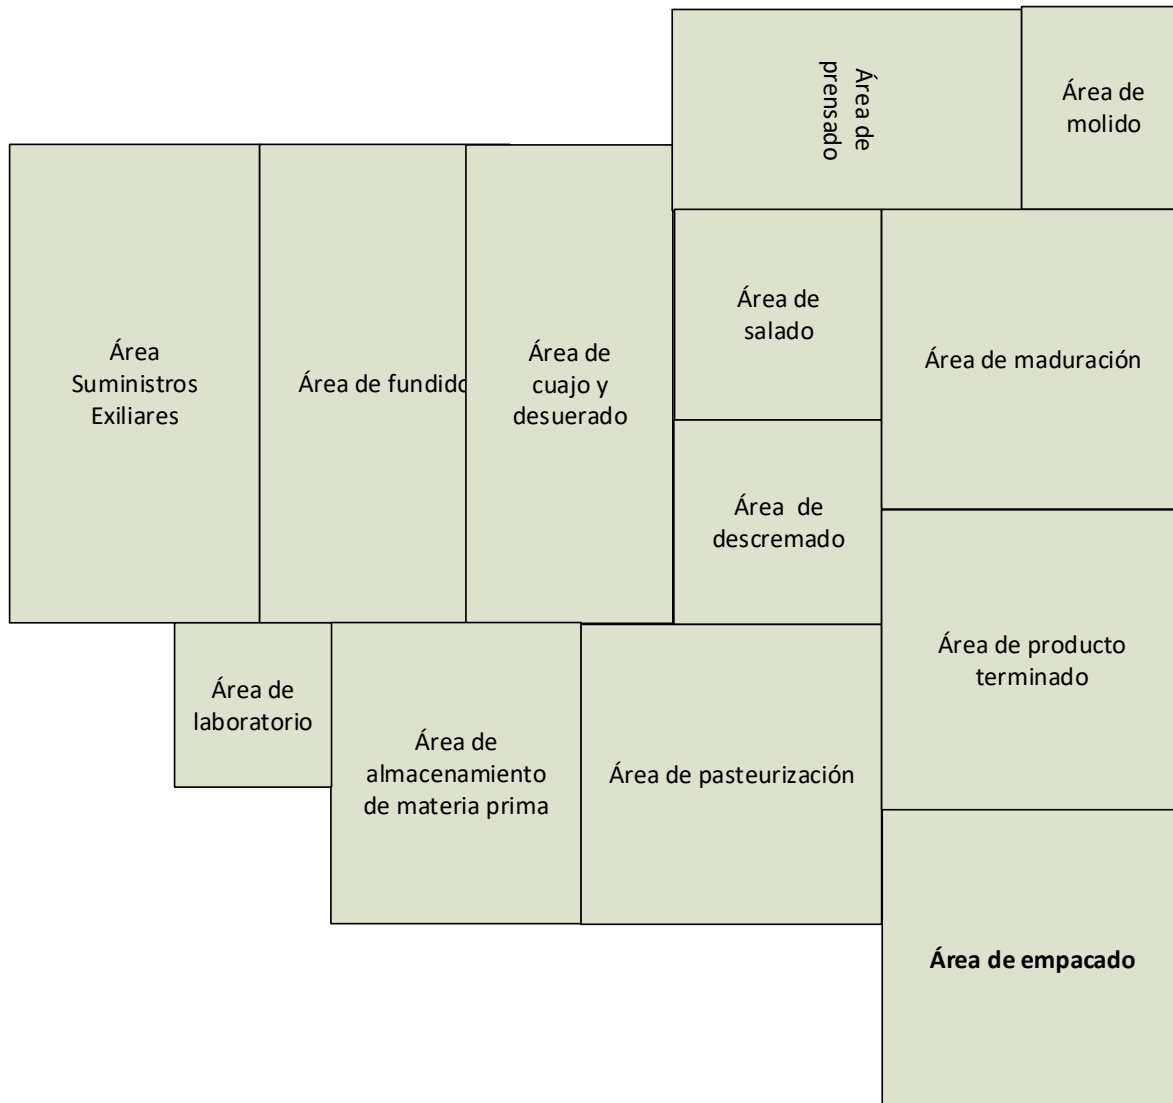 Área de
prensado
Área de
molido
Área
Suministros
Exiliares
Área de fundido
Área de
cuajo y
desuerado
Área de
salado
Área de maduración
Área  de
descremado
Área de producto
terminado
Área de
laboratorio
Área de
almacenamiento
de materia prima
Área de pasteurización
Área de empacado